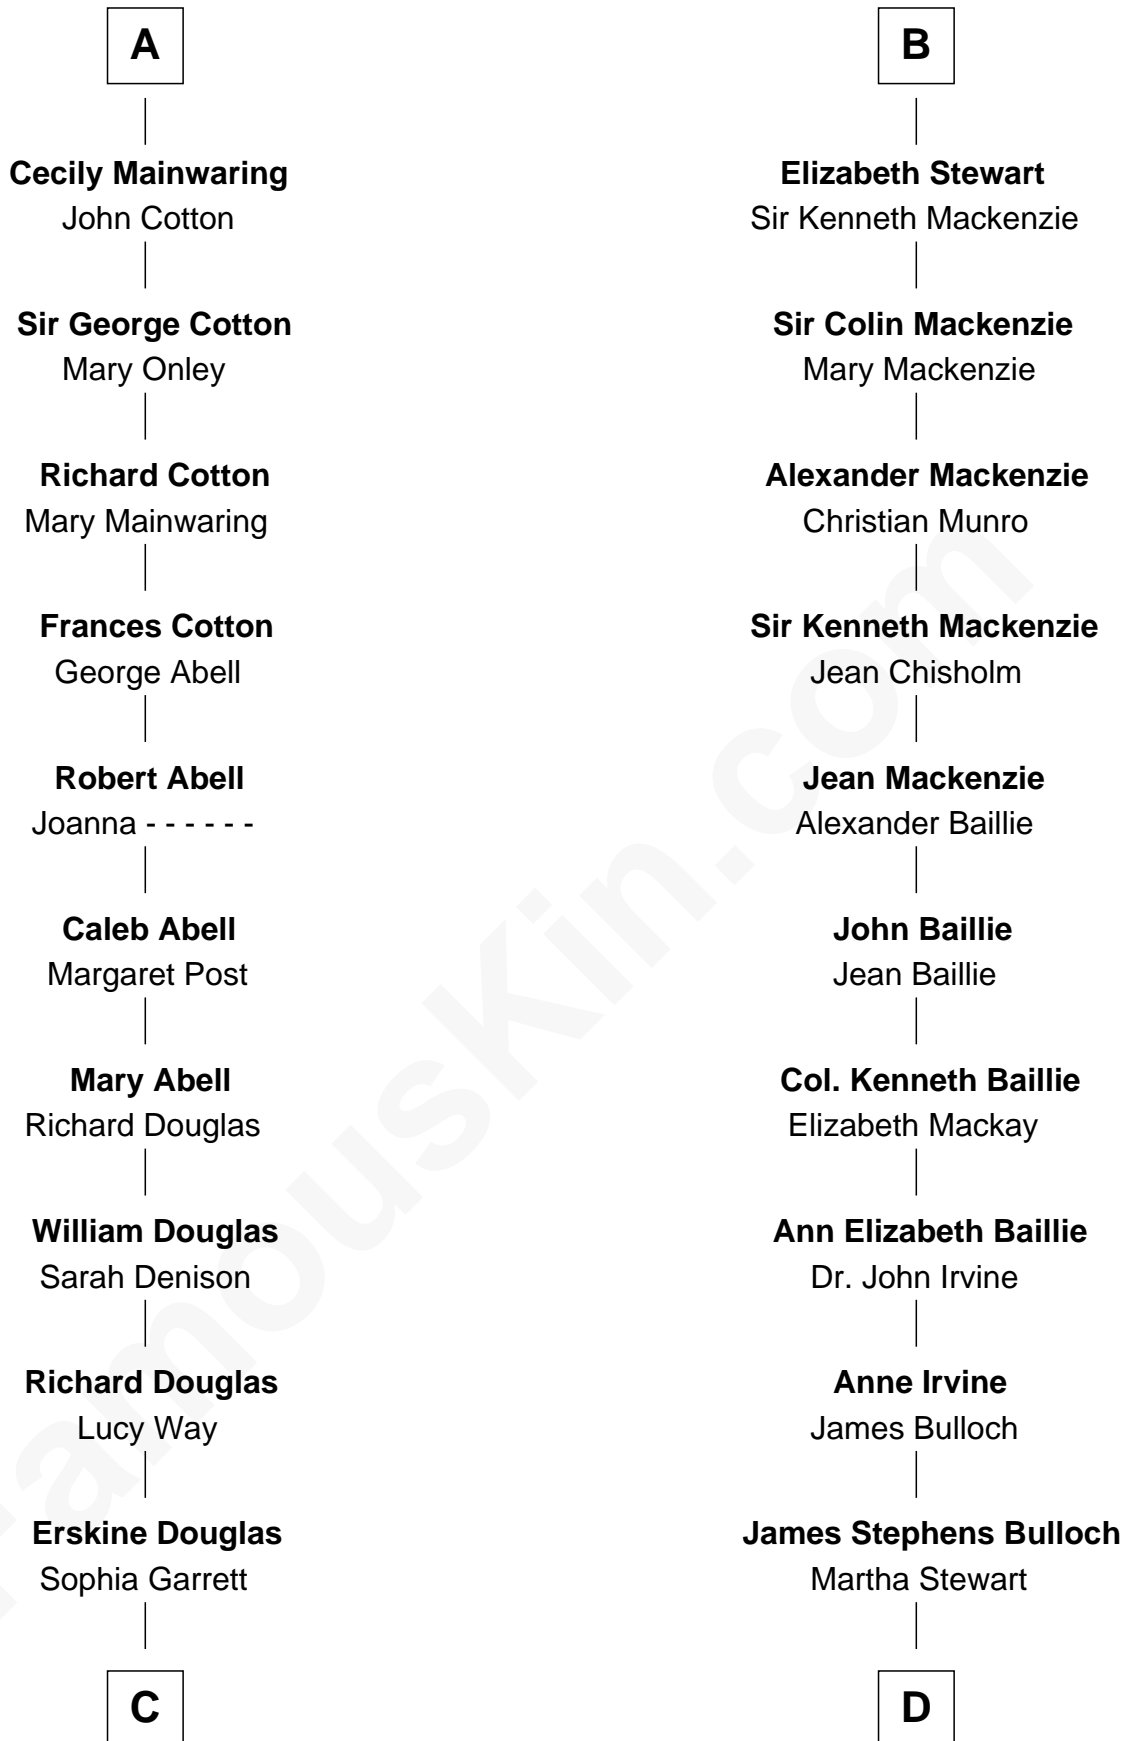 A
Cecily Mainwaring
John Cotton
Sir George Cotton
Mary Onley
Richard Cotton
Mary Mainwaring
Frances Cotton
George Abell
Robert Abell
Joanna - - - - - -
Caleb Abell
Margaret Post
Mary Abell
Richard Douglas
William Douglas
Sarah Denison
Richard Douglas
Lucy Way
Erskine Douglas
Sophia Garrett
C
B
Elizabeth Stewart
Sir Kenneth Mackenzie
Sir Colin Mackenzie
Mary Mackenzie
Alexander Mackenzie
Christian Munro
Sir Kenneth Mackenzie
Jean Chisholm
Jean Mackenzie
Alexander Baillie
John Baillie
Jean Baillie
Col. Kenneth Baillie
Elizabeth Mackay
Ann Elizabeth Baillie
Dr. John Irvine
Anne Irvine
James Bulloch
James Stephens Bulloch
Martha Stewart
D
FamousKin.com